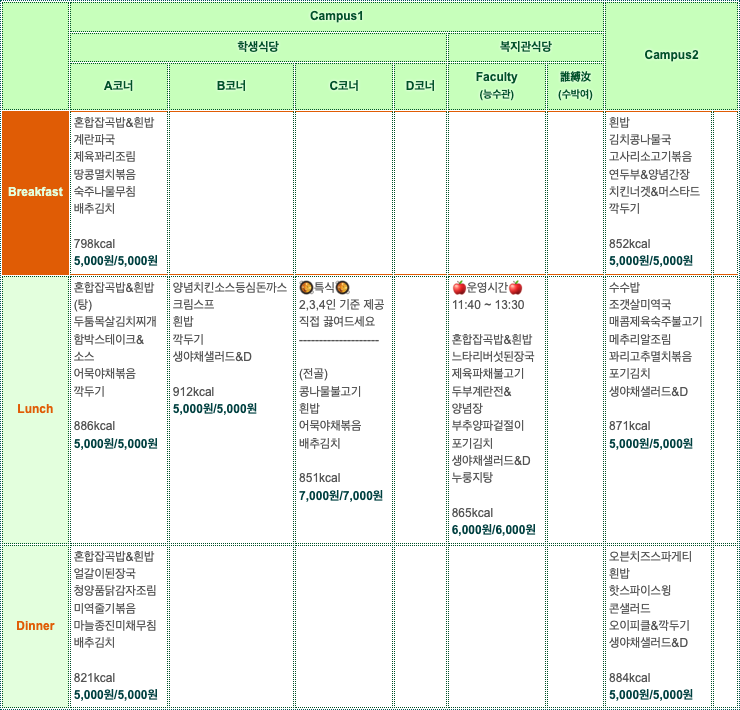 Campus1
Campus2
학생식당
복지관식당
A코너
B코너
C코너
D코너
Faculty
(능수관)
誰縛汝
(수박여)
Breakfast
혼합잡곡밥&흰밥
계란파국
제육꽈리조림
땅콩멸치볶음
숙주나물무침
배추김치
798kcal
5,000원/5,000원
흰밥
김치콩나물국
고사리소고기볶음
연두부&양념간장
치킨너겟&머스타드
깍두기
852kcal
5,000원/5,000원
Lunch
혼합잡곡밥&흰밥
(탕)
두툼목살김치찌개
함박스테이크&
소스
어묵야채볶음
깍두기
886kcal
5,000원/5,000원
양념치킨소스등심돈까스
크림스프
흰밥
깍두기
생야채샐러드&D
912kcal
5,000원/5,000원
🥘특식🥘
2,3,4인 기준 제공
직접 끓여드세요
--------------------
(전골)
콩나물불고기
흰밥
어묵야채볶음
배추김치
851kcal
7,000원/7,000원
🍎운영시간🍎
11:40 ~ 13:30
혼합잡곡밥&흰밥
느타리버섯된장국
제육파채불고기
두부계란전&
양념장
부추양파겉절이
포기김치
생야채샐러드&D
누룽지탕
865kcal
6,000원/6,000원
수수밥
조갯살미역국
매콤제육숙주불고기
메추리알조림
꽈리고추멸치볶음
포기김치
생야채샐러드&D
871kcal
5,000원/5,000원
Dinner
혼합잡곡밥&흰밥
얼갈이된장국
청양품닭감자조림
미역줄기볶음
마늘종진미채무침
배추김치
821kcal
5,000원/5,000원
오븐치즈스파게티
흰밥
핫스파이스윙
콘샐러드
오이피클&깍두기
생야채샐러드&D
884kcal
5,000원/5,000원